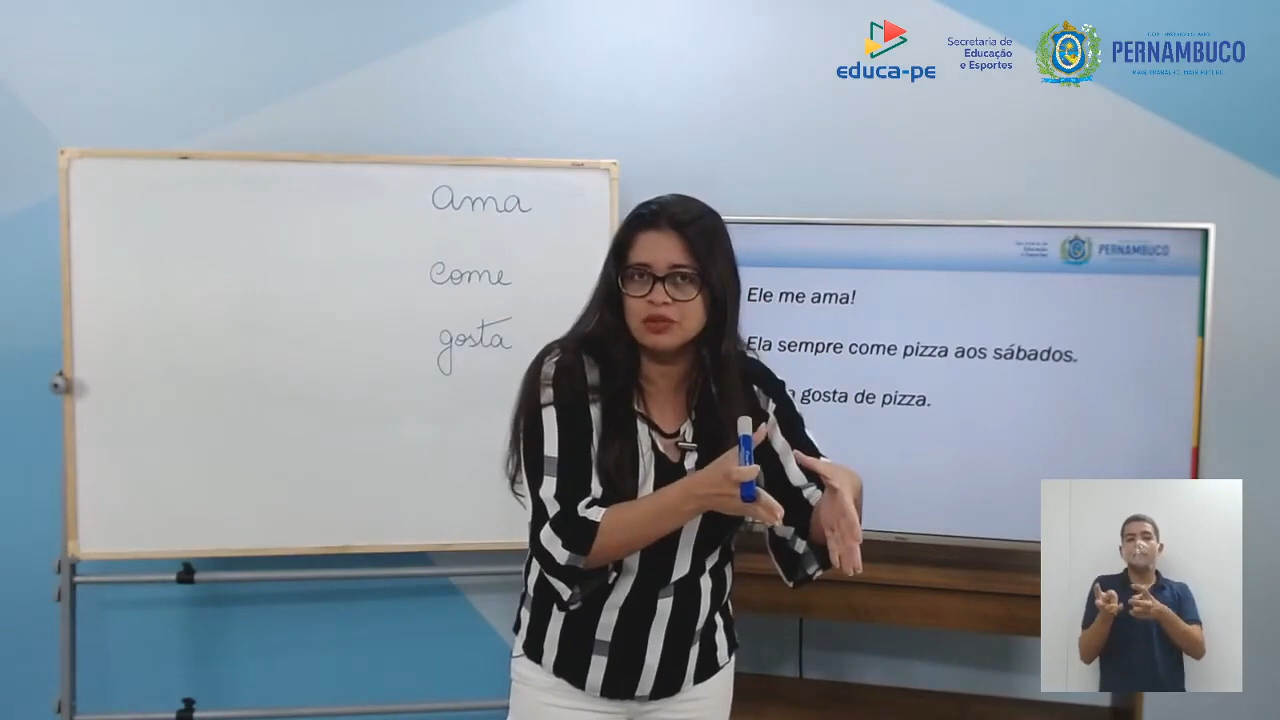 educa-pe
Secretaria de
Educação
e Esportes
PERNAMBUCO
ama
come
gosta
PERNAMBUCO
Ele me ama!
Ela sempre come pizza aos sábados.
gosta de pizza.